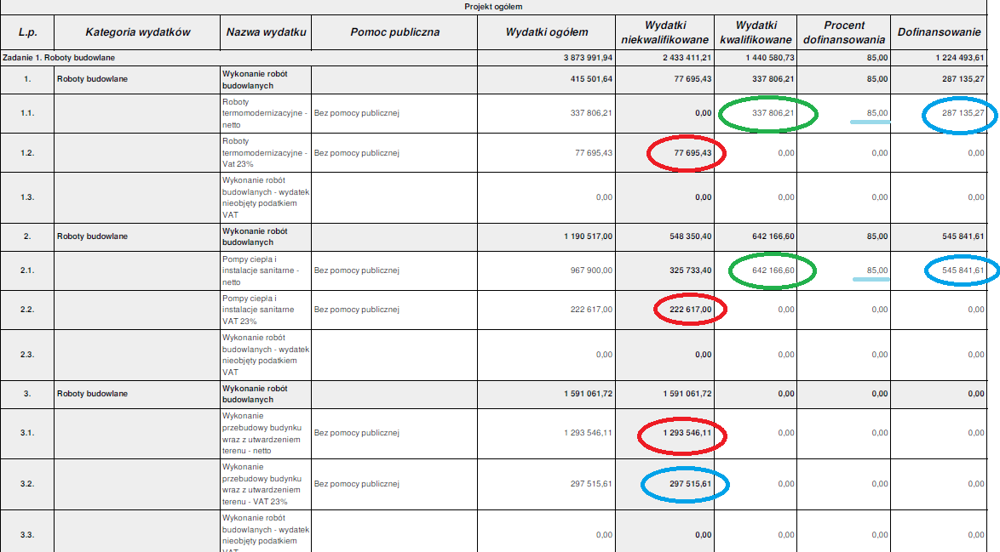 Projekt ogółem
L.p. Kategoria wydatków Nazwa wydatku Pomoc publiczna Wydatki ogółem Wydatki niekwalifikowane Wydatki kwalifikowane Procent dofinansowania Dofinansowanie
Zadanie 1. Roboty budowlane 3 873 991,94 2 433 411,21 1 440 580,73 85,00 1 224 493,61
1. Roboty budowlane Wykonanie robót budowlanych 415 501,64 77 695,43 337 806,21 85,00 287 135,27
1.1. Roboty termomodernizacyjne - netto Bez pomocy publicznej 337 806,21 0,00 337 806,21 85,00 287 135,27
1.2. Roboty termomodernizacyjne - Vat 23% Bez pomocy publicznej 77 695,43 77 695,43 0,00 0,00 0,00
1.3. Wykonanie robót budowlanych - wydatek nieobjęty podatkiem VAT 0,00 0,00 0,00 0,00 0,00
2. Roboty budowlane Wykonanie robót budowlanych 1 190 517,00 548 350,40 642 166,60 85,00 545 841,61
2.1. Pompy ciepła i instalacje sanitarne - netto Bez pomocy publicznej 967 900,00 325 733,40 642 166,60 85,00 545 841,61
2.2. Pompy ciepła i instalacje sanitarne VAT 23% Bez pomocy publicznej 222 617,00 222 617,00 0,00 0,00 0,00
2.3. Wykonanie robót budowlanych - wydatek nieobjęty podatkiem VAT 0,00 0,00 0,00 0,00 0,00
3. Roboty budowlane Wykonanie robót budowlanych 1 591 061,72 1 591 061,72 0,00 0,00 0,00
3.1. Wykonanie przebudowy budynku wraz z utwardzeniem terenu - netto Bez pomocy publicznej 1 293 546,11 1 293 546,11 0,00 0,00 0,00
3.2. Wykonanie przebudowy budynku wraz z utwardzeniem terenu - VAT 23% Bez pomocy publicznej 297 515,61 297 515,61 0,00 0,00 0,00
3.3. Wykonanie robót budowlanych - wydatek nieobjęty podatkiem 0,00 0,00 0,00 0,00 0,00